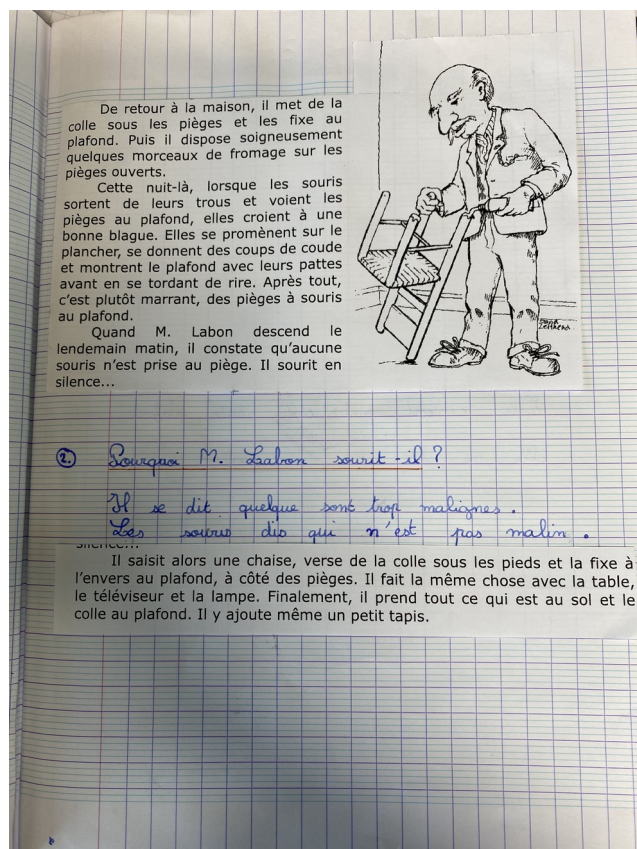 De retour à la maison, il met de la
colle sous les pièges et les fixe au
plafond. Puis il dispose soigneusement
quelques morceaux de fromage sur les
pièges ouverts.
Cette nuit-là, lorsque les souris
sortent de leurs trous et voient les
pièges au plafond, elles croient à une
bonne blague. Elles se promènent sur le
plancher, se donnent des coups de coude
et montrent le plafond avec leurs pattes
avant en se tordant de rire. Après tout,
c'est plutôt marrant, des pièges à souris
au plafond.
Quand M. Labon descend le
lendemain matin, il constate qu'aucune
souris n'est prise au piège. Il sourit en
silence...
2. Pourquoi M. Labon sourit-il ?
Il se dit quelque sont trop malignes.
Les souris dis qui n'est pas malin.
silence...
Il saisit alors une chaise, verse de la colle sous les pieds et la fixe à
l'envers au plafond, à côté des pièges. Il fait la même chose avec la table,
le téléviseur et la lampe. Finalement, il prend tout ce qui est au sol et le
colle au plafond. Il y ajoute même un petit tapis.